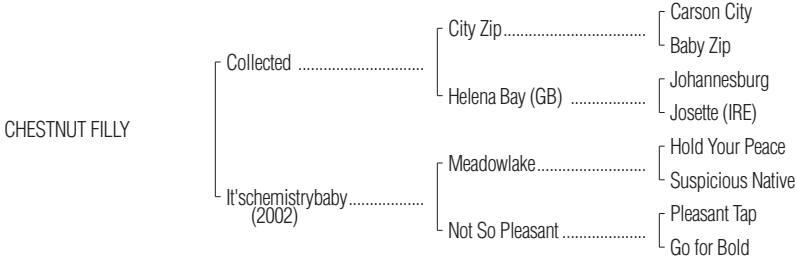 Carson City
City Zip..................................
Baby Zip
Collected .............................
Johannesburg
Helena Bay (GB) ..................
Josette (IRE)
CHESTNUT FILLY
Hold Your Peace
Meadowlake..........................
Suspicious Native
It'schemistrybaby..................
(2002)
Pleasant Tap
Not So Pleasant ....................
Go for Bold